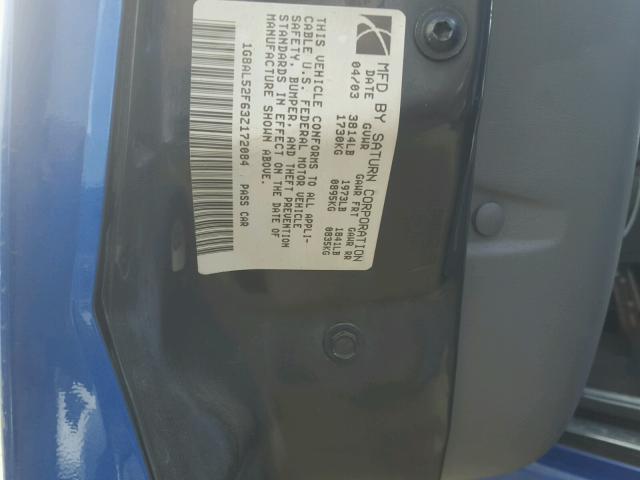 MFD BY SATURN CORPORATION
DATE GVWR GAWR FRT GAWR RR
04/03 3814LB 1973LB 1841LB
1730KG 0895KG 0835KG
THIS VEHICLE CONFORMS TO ALL APPLI-
CABLE U.S. FEDERAL MOTOR VEHICLE
SAFETY, BUMPER, AND THEFT PREVENTION
STANDARDS IN EFFECT ON THE DATE OF
MANUFACTURE SHOWN ABOVE.
1G8AL52F63Z172084 PASS CAR